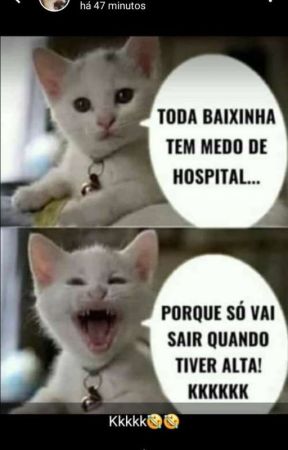 há 47 minutos
TODA BAIXINHA
TEM MEDO DE
HOSPITAL...
PORQUE SÓ VAI
SAIR QUANDO
TIVER ALTA!
KKKKKK
Kkkkk🤣🤣